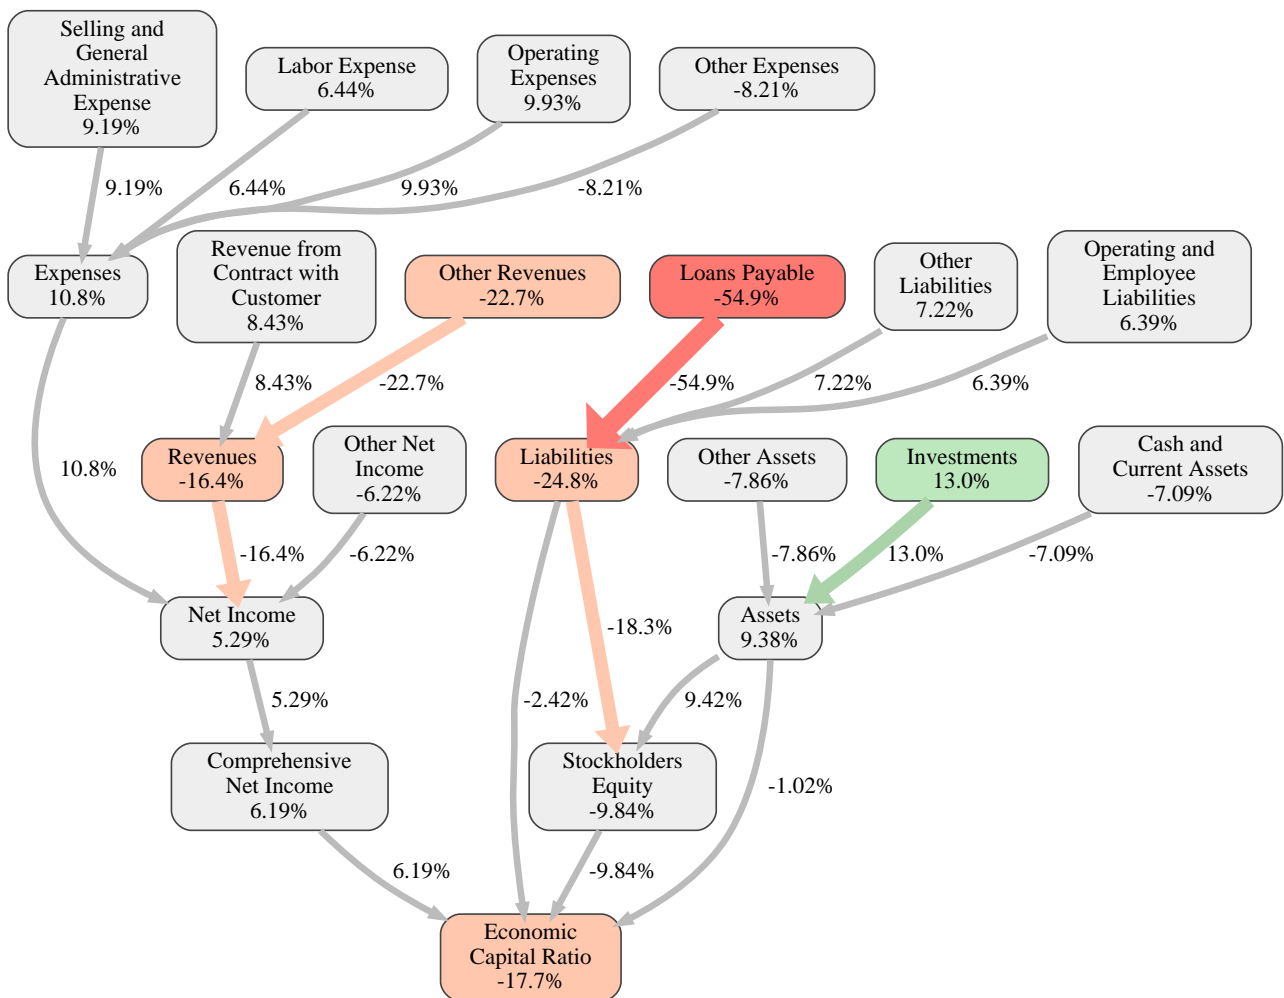 Selling and
General
Administrative
Expense
9.19%
Labor Expense
6.44%
Operating
Expenses
9.93%
Other Expenses
-8.21%
9.19%
6.44%
9.93%
-8.21%
Expenses
10.8%
Revenue from
Contract with
Customer
8.43%
Other Revenues
-22.7%
Loans Payable
-54.9%
Other
Liabilities
7.22%
Operating and
Employee
Liabilities
6.39%
8.43%
-22.7%
-54.9%
7.22%
6.39%
10.8%
Revenues
-16.4%
Other Net
Income
-6.22%
Liabilities
-24.8%
Other Assets
-7.86%
Investments
13.0%
Cash and
Current Assets
-7.09%
-16.4%
-6.22%
-7.86%
13.0%
-7.09%
Net Income
5.29%
-18.3%
Assets
9.38%
5.29%
-2.42%
9.42%
Comprehensive
Net Income
6.19%
Stockholders
Equity
-9.84%
-1.02%
6.19%
-9.84%
Economic
Capital Ratio
-17.7%